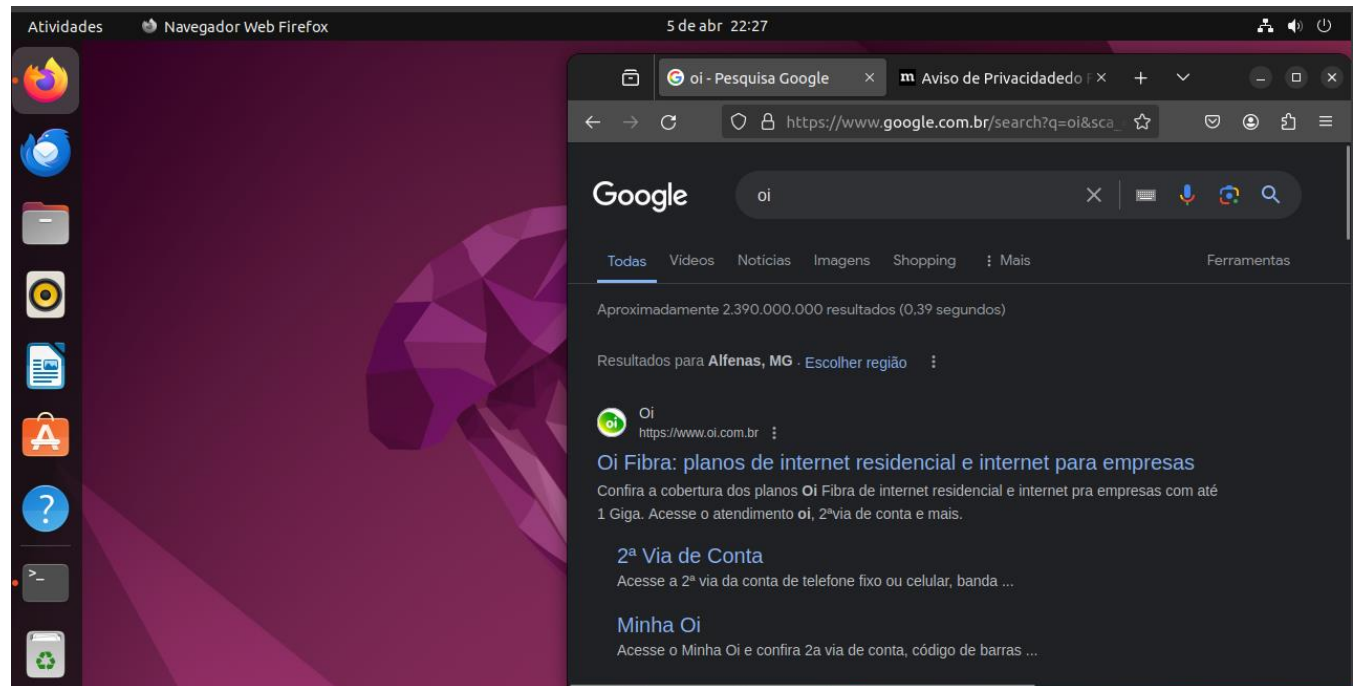 Atividades Navegador Web Firefox 5 de abr 22:27
oi - Pesquisa Google m Aviso de Privacidadedo F
https://www.google.com.br/search?q=oi&sca_
Google oi
Todas Vídeos Notícias Imagens Shopping Mais Ferramentas
Aproximadamente 2.390.000.000 resultados (0,39 segundos)
Resultados para Alfenas, MG · Escolher região
oi Oi
https://www.oi.com.br
Oi Fibra: planos de internet residencial e internet para empresas
Confira a cobertura dos planos Oi Fibra de internet residencial e internet pra empresas com até
1 Giga. Acesse o atendimento oi, 2ªvia de conta e mais.
2ª Via de Conta
Acesse a 2ª via da conta de telefone fixo ou celular, banda ...
Minha Oi
Acesse o Minha Oi e confira 2a via de conta, código de barras ...